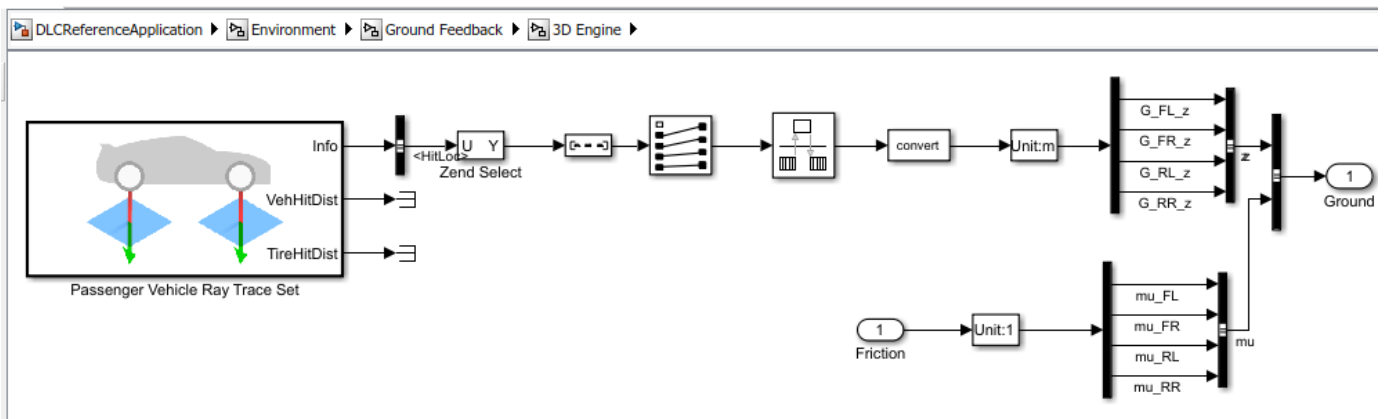 DLCReferenceApplication Environment Ground Feedback 3D Engine
Info
VehHitDist
TireHitDist
Passenger Vehicle Ray Trace Set
<HitLoc>
U Y
Zend Select
convert
Unit:m
G_FL_z
G_FR_z
G_RL_z
G_RR_z
z
1
Ground
1
Friction
Unit:1
mu_FL
mu_FR
mu_RL
mu_RR
mu